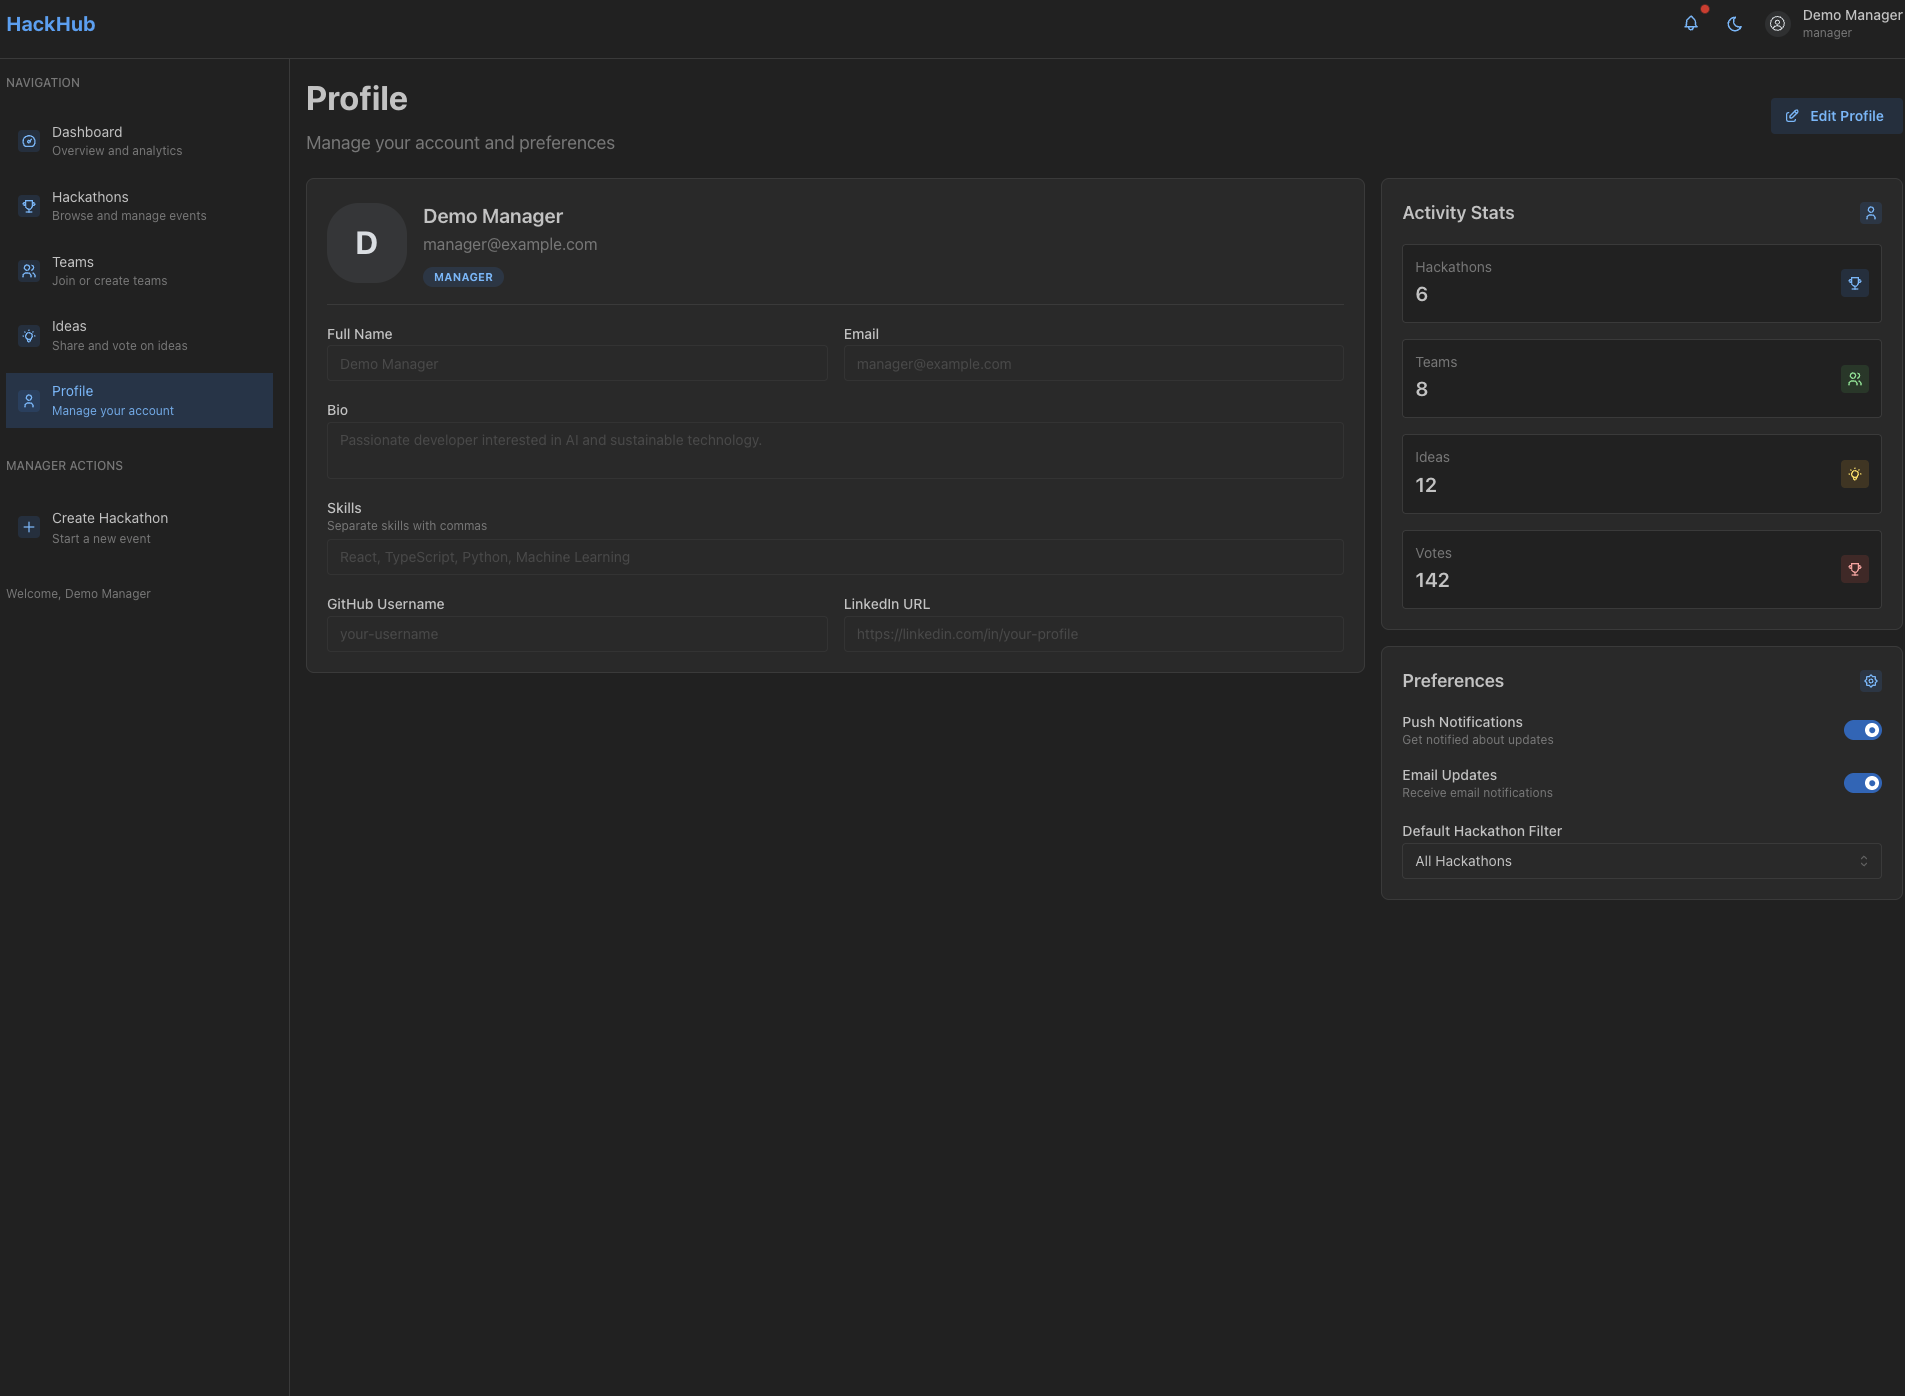 HackHub
Demo Manager
manager
NAVIGATION
Dashboard
Overview and analytics
Hackathons
Browse and manage events
Teams
Join or create teams
Ideas
Share and vote on ideas
Profile
Manage your account
MANAGER ACTIONS
Create Hackathon
Start a new event
Welcome, Demo Manager
Profile
Manage your account and preferences
Edit Profile
D
Demo Manager
manager@example.com
MANAGER
Full Name
Demo Manager
Email
manager@example.com
Bio
Passionate developer interested in AI and sustainable technology.
Skills
Separate skills with commas
React, TypeScript, Python, Machine Learning
GitHub Username
your-username
LinkedIn URL
https://linkedin.com/in/your-profile
Activity Stats
Hackathons
6
Teams
8
Ideas
12
Votes
142
Preferences
Push Notifications
Get notified about updates
Email Updates
Receive email notifications
Default Hackathon Filter
All Hackathons